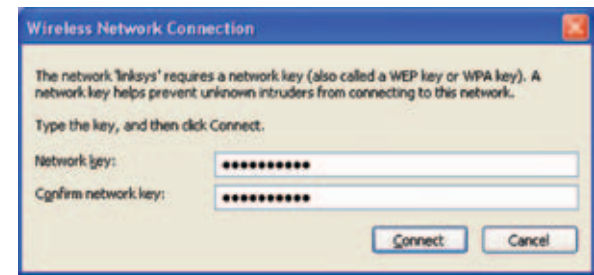 Wireless Network Connection
The network 'linksys' requires a network key (also called a WEP key or WPA key). A
network key helps prevent unknown intruders from connecting to this network.
Type the key, and then click Connect.
Network key: ●●●●●●●●●●
Confirm network key: ●●●●●●●●●●
Connect Cancel